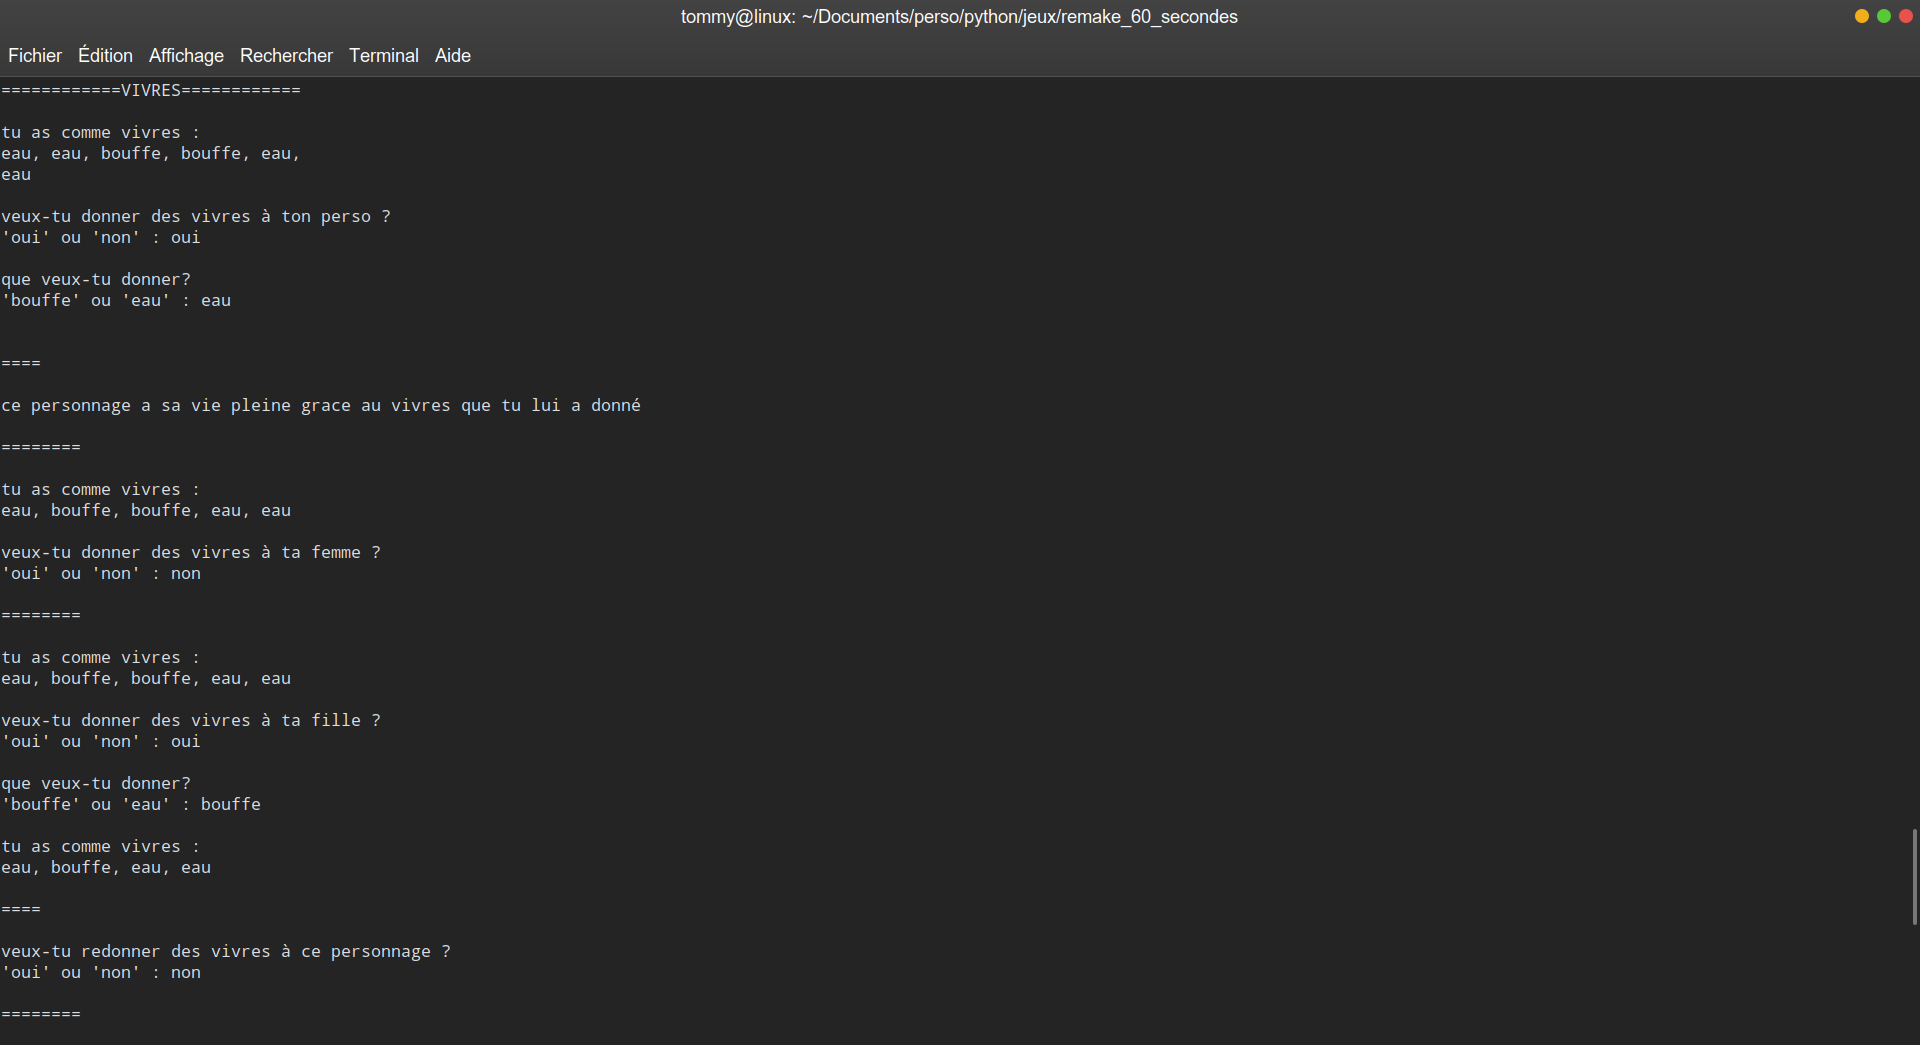 tommy@linux: ~/Documents/perso/python/jeux/remake_60_secondes
Fichier Édition Affichage Rechercher Terminal Aide
============VIVRES============
tu as comme vivres :
eau, eau, bouffe, bouffe, eau,
eau
veux-tu donner des vivres à ton perso ?
'oui' ou 'non' : oui
que veux-tu donner?
'bouffe' ou 'eau' : eau
====
ce personnage a sa vie pleine grace au vivres que tu lui a donné
========
tu as comme vivres :
eau, bouffe, bouffe, eau, eau
veux-tu donner des vivres à ta femme ?
'oui' ou 'non' : non
========
tu as comme vivres :
eau, bouffe, bouffe, eau, eau
veux-tu donner des vivres à ta fille ?
'oui' ou 'non' : oui
que veux-tu donner?
'bouffe' ou 'eau' : bouffe
tu as comme vivres :
eau, bouffe, eau, eau
====
veux-tu redonner des vivres à ce personnage ?
'oui' ou 'non' : non
========